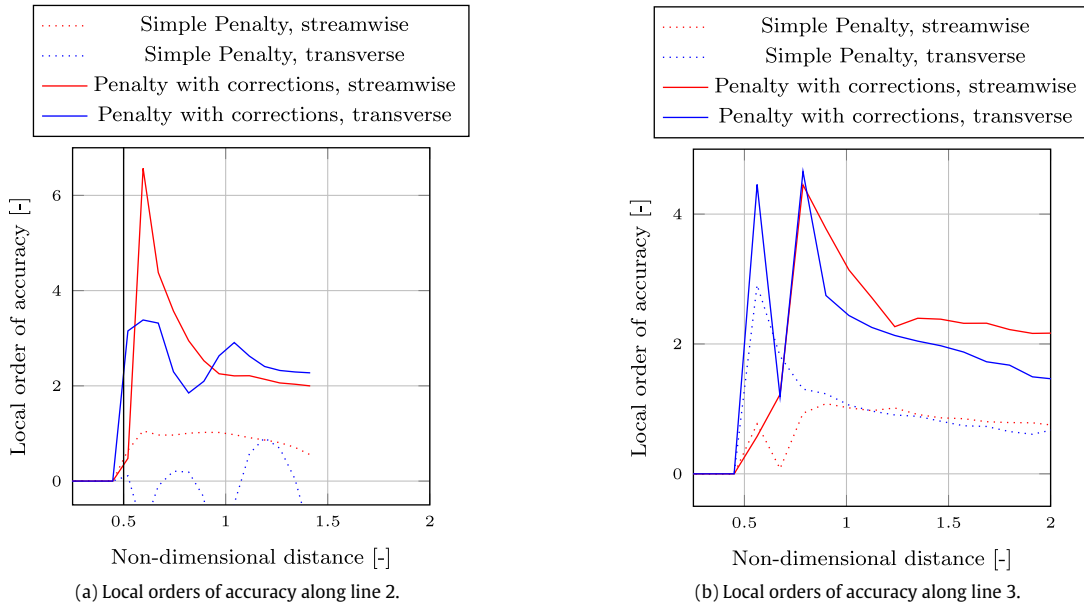 Simple Penalty, streamwise
Simple Penalty, transverse
Penalty with corrections, streamwise
Penalty with corrections, transverse
6
4
2
0
0.5
1
1.5
2
Local order of accuracy [-]
Non-dimensional distance [-]
(a) Local orders of accuracy along line 2.
Simple Penalty, streamwise
Simple Penalty, transverse
Penalty with corrections, streamwise
Penalty with corrections, transverse
4
2
0
0.5
1
1.5
2
Local order of accuracy [-]
Non-dimensional distance [-]
(b) Local orders of accuracy along line 3.